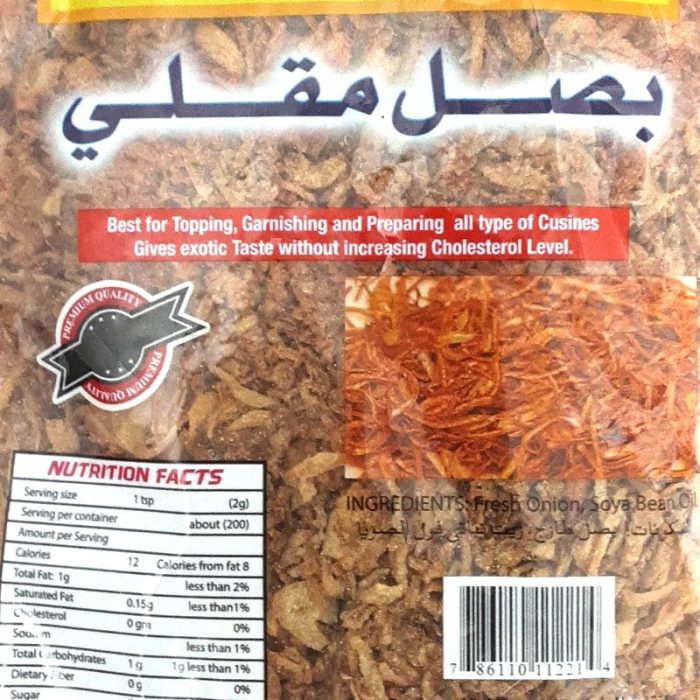 بصل مقلي
Best for Topping, Garnishing and Preparing all type of Cusines
Gives exotic Taste without increasing Cholesterol Level.
PREMIUM QUALITY
PREMIUM QUALITY
NUTRITION FACTS
Serving size 1 tsp (2g)
Serving per container about (200)
Amount per Serving
Calories 12 Calories from fat 8
Total Fat: 1g less than 2%
Saturated Fat 0.15g less than1%
Cholesterol 0 gm 0%
less than 1%
Total Carbohydrates 1g 1g less than 1%
Dietary Fiber 0g 0%
Sugar
INGREDIENTS: Fresh Onion, Soya Bean O
مكونات: بصل طازج، زيت نباتي فول الصويا
7 86110 11221 4